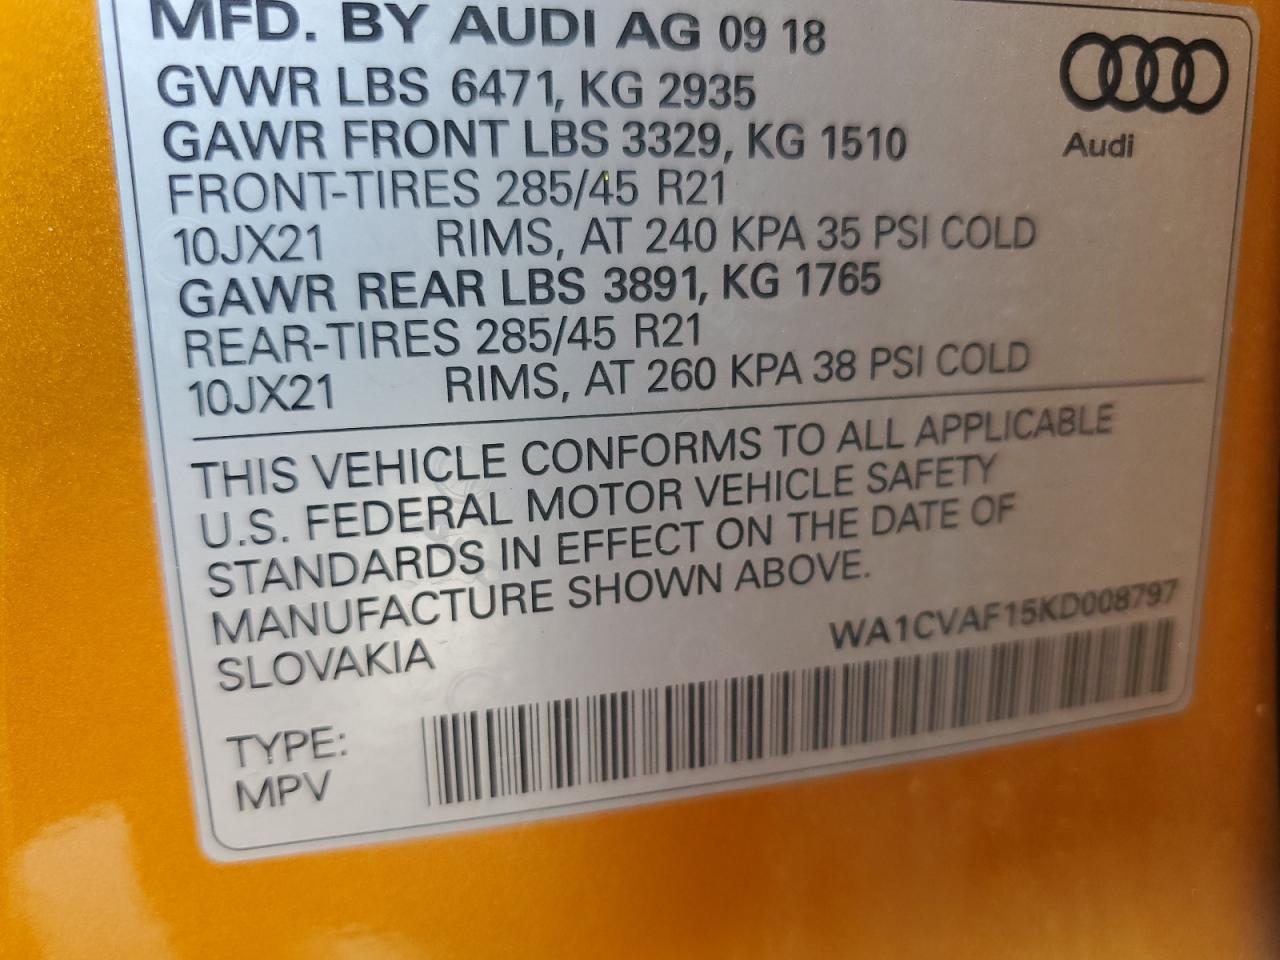 MFD. BY AUDI AG 09 18
GVWR LBS 6471, KG 2935
GAWR FRONT LBS 3329, KG 1510
FRONT-TIRES 285/45 R21
10JX21 RIMS, AT 240 KPA 35 PSI COLD
GAWR REAR LBS 3891, KG 1765
REAR-TIRES 285/45 R21
10JX21 RIMS, AT 260 KPA 38 PSI COLD
Audi
THIS VEHICLE CONFORMS TO ALL APPLICABLE
U.S. FEDERAL MOTOR VEHICLE SAFETY
STANDARDS IN EFFECT ON THE DATE OF
MANUFACTURE SHOWN ABOVE.
SLOVAKIA
WA1CVAF15KD008797
TYPE:
MPV